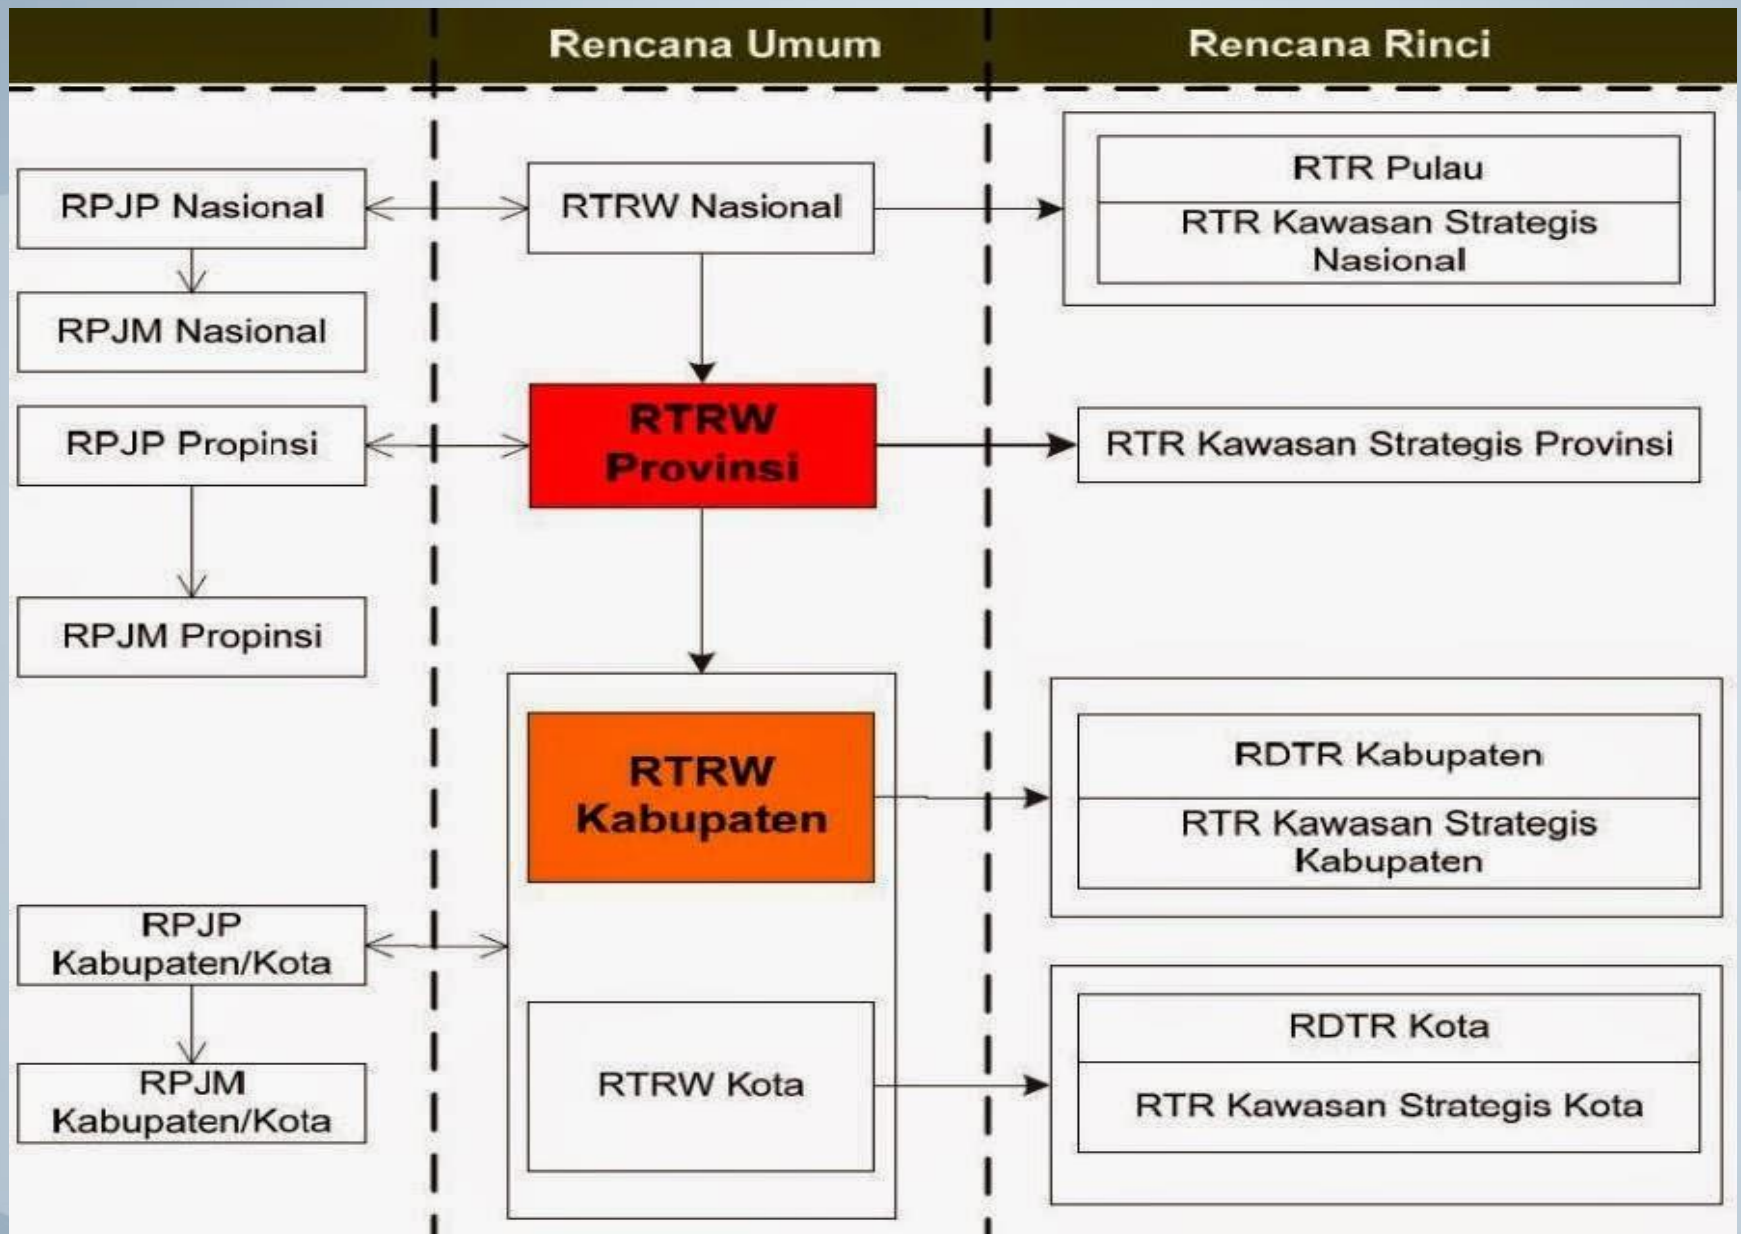 Rencana Umum
Rencana Rinci
RPJP Nasional
RTRW Nasional
RTR Pulau
RTR Kawasan Strategis
Nasional
RPJM Nasional
RPJP Propinsi
RTRW
Provinsi
RTR Kawasan Strategis Provinsi
RPJM Propinsi
RTRW
Kabupaten
RDTR Kabupaten
RTR Kawasan Strategis
Kabupaten
RPJP
Kabupaten/Kota
RPJM
Kabupaten/Kota
RTRW Kota
RDTR Kota
RTR Kawasan Strategis Kota